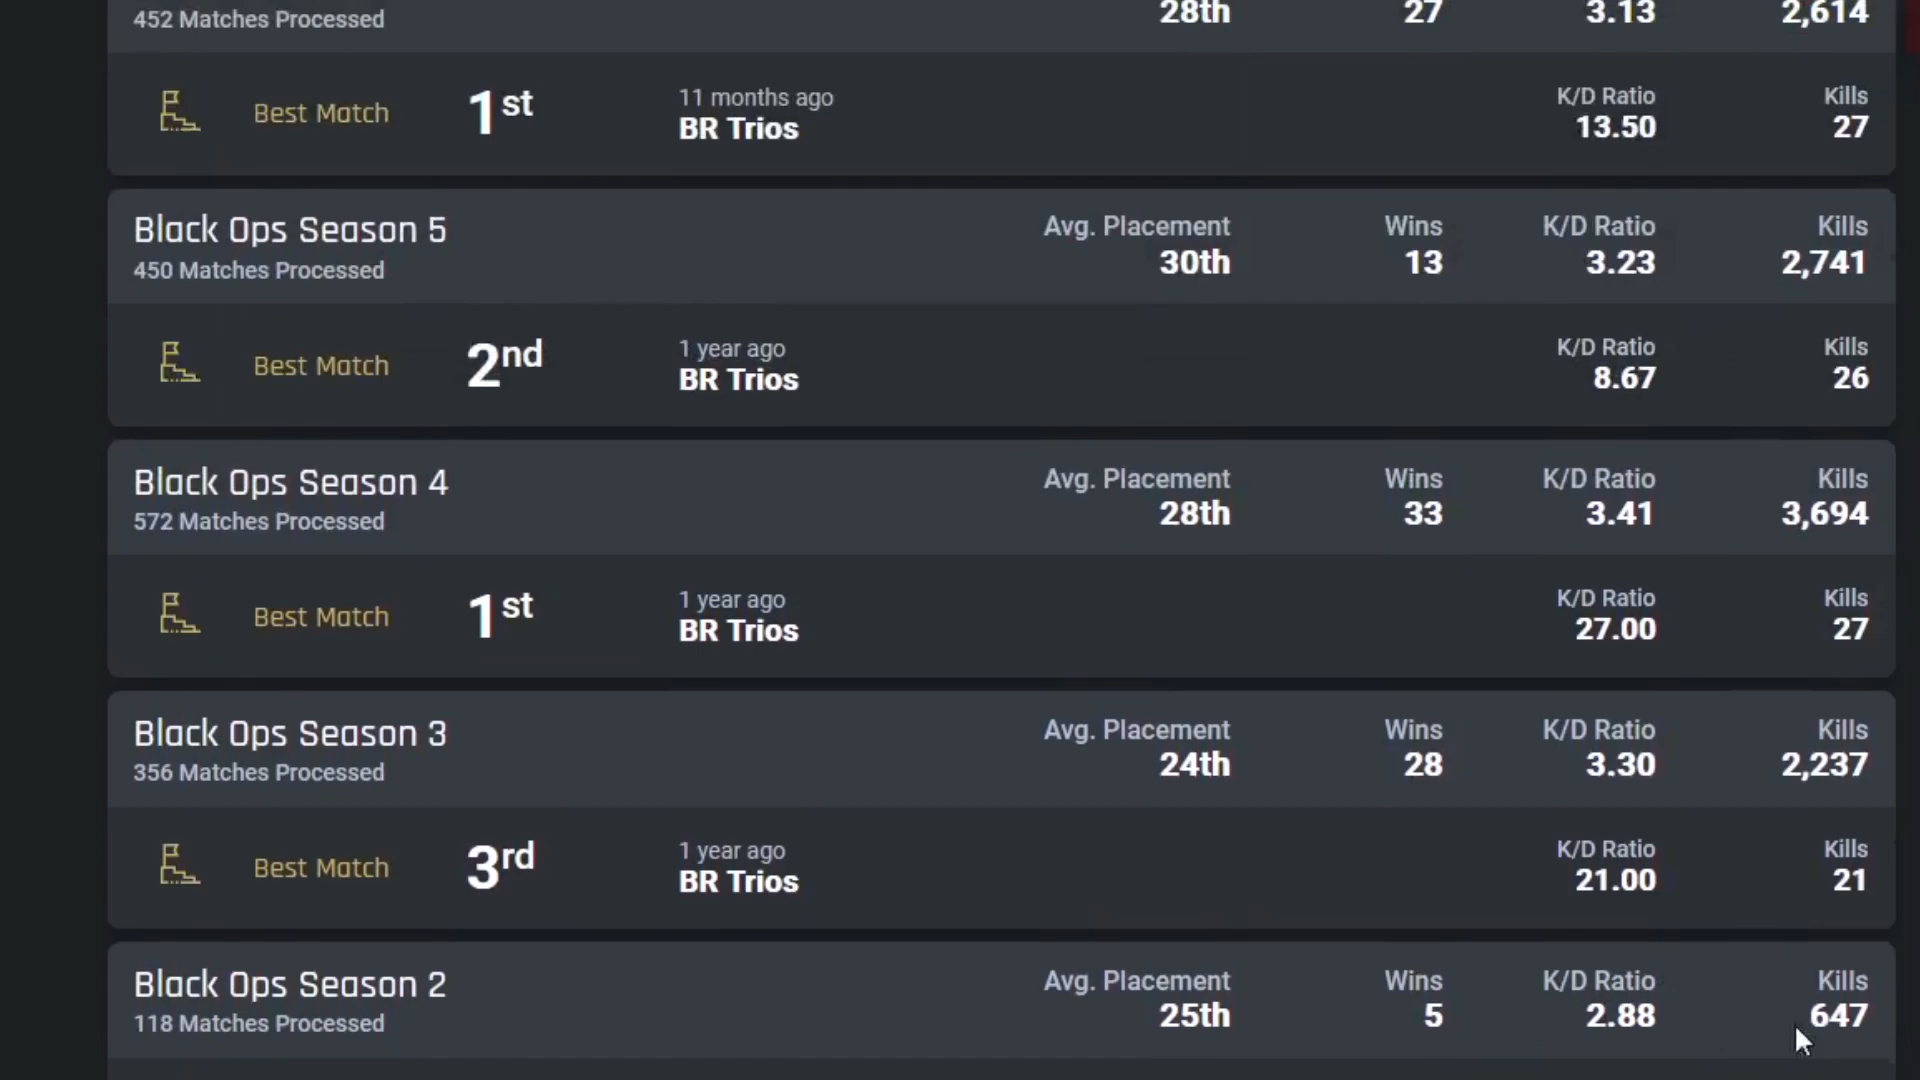 452 Matches Processed 28th 27 3.13 2,614
11 months ago K/D Ratio Kills
Best Match 1st BR Trios 13.50 27
Black Ops Season 5 Avg. Placement Wins K/D Ratio Kills
450 Matches Processed 30th 13 3.23 2,741
1 year ago K/D Ratio Kills
Best Match 2nd BR Trios 8.67 26
Black Ops Season 4 Avg. Placement Wins K/D Ratio Kills
572 Matches Processed 28th 33 3.41 3,694
1 year ago K/D Ratio Kills
Best Match 1st BR Trios 27.00 27
Black Ops Season 3 Avg. Placement Wins K/D Ratio Kills
356 Matches Processed 24th 28 3.30 2,237
1 year ago K/D Ratio Kills
Best Match 3rd BR Trios 21.00 21
Black Ops Season 2 Avg. Placement Wins K/D Ratio Kills
118 Matches Processed 25th 5 2.88 647